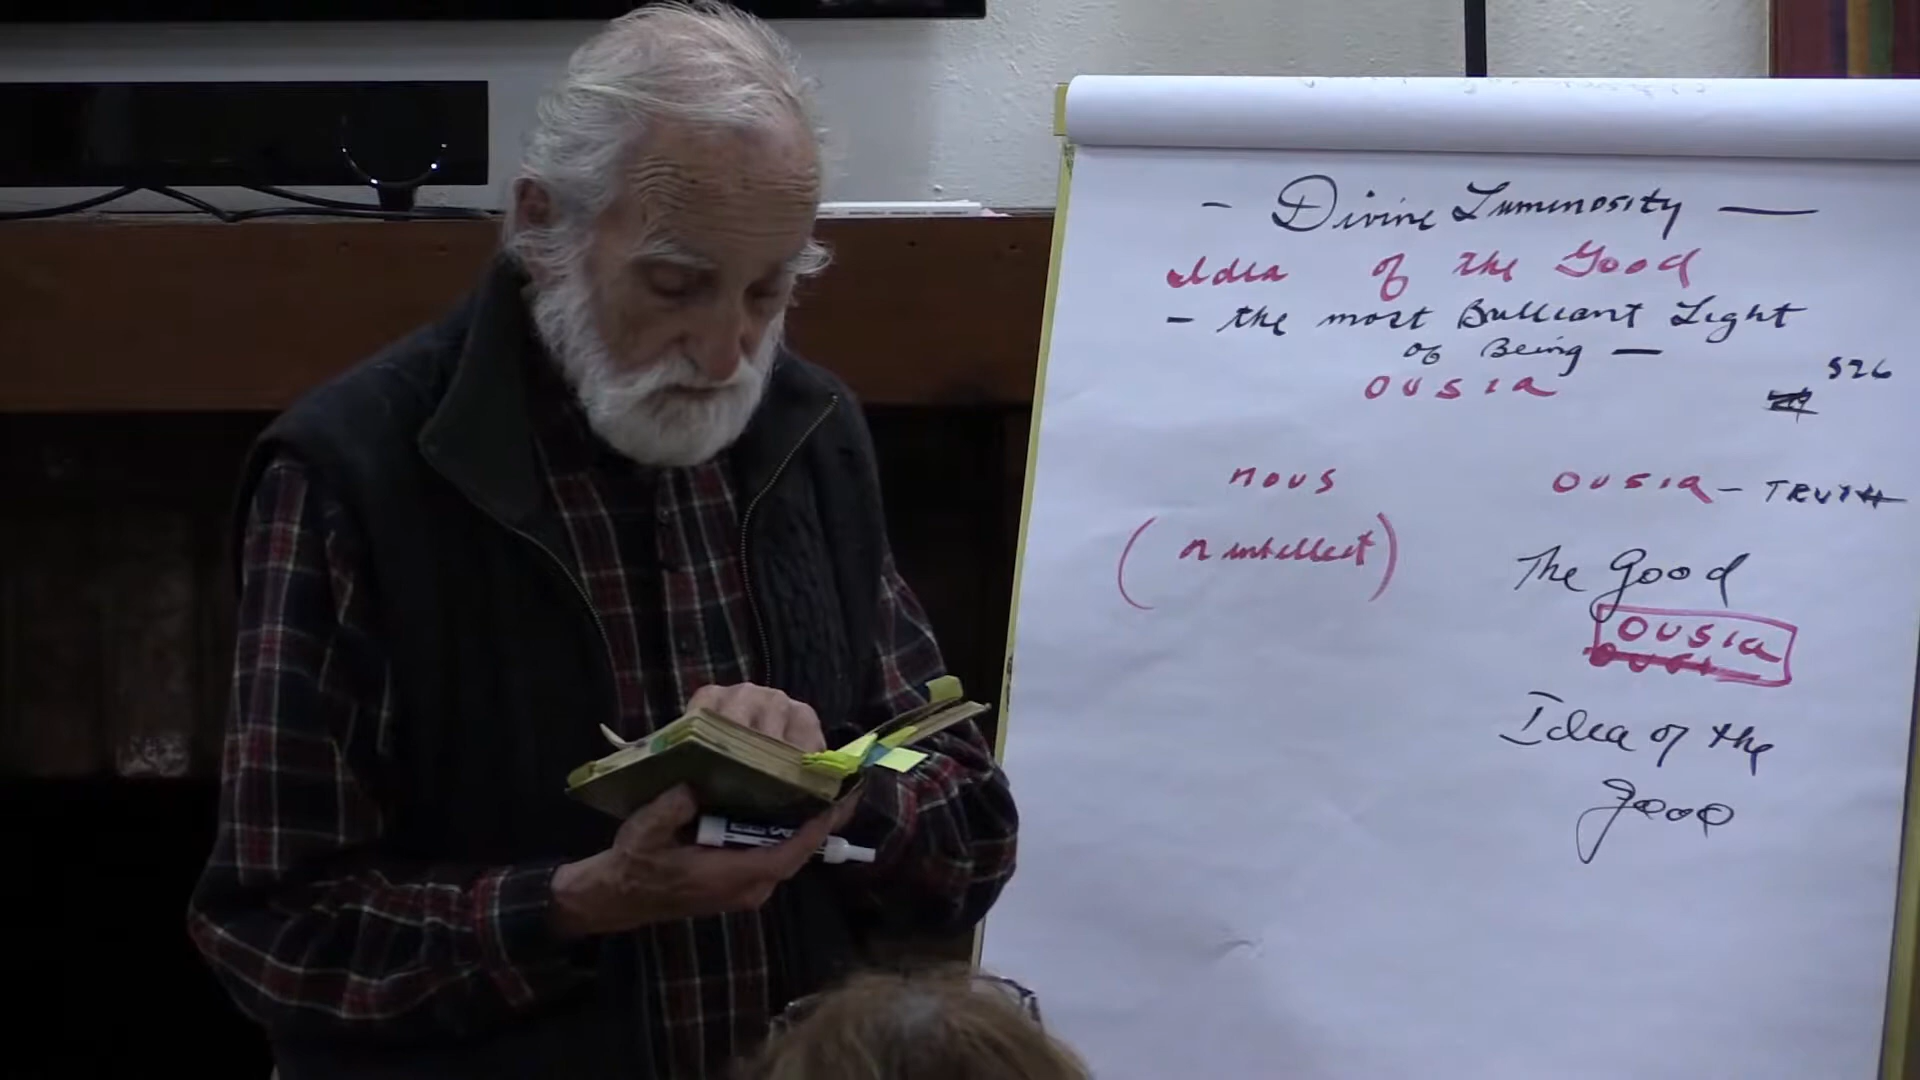 - Divine Luminosity —
Idea of the Good
- the most Brilliant Light
of Being —
OUSIA
526
nous
OUSIA - TRUTH
(or intellect)
The Good
OUSIA
Idea of the
good